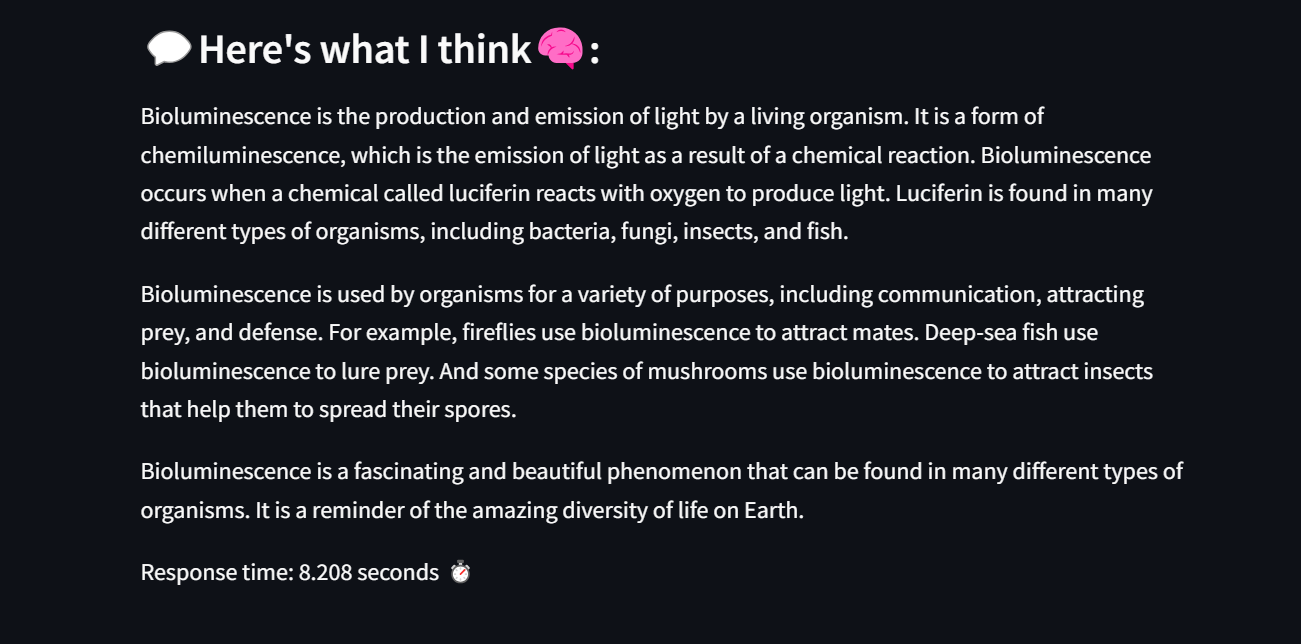 💬 Here's what I think🧠:
Bioluminescence is the production and emission of light by a living organism. It is a form of
chemiluminescence, which is the emission of light as a result of a chemical reaction. Bioluminescence
occurs when a chemical called luciferin reacts with oxygen to produce light. Luciferin is found in many
different types of organisms, including bacteria, fungi, insects, and fish.
Bioluminescence is used by organisms for a variety of purposes, including communication, attracting
prey, and defense. For example, fireflies use bioluminescence to attract mates. Deep-sea fish use
bioluminescence to lure prey. And some species of mushrooms use bioluminescence to attract insects
that help them to spread their spores.
Bioluminescence is a fascinating and beautiful phenomenon that can be found in many different types of
organisms. It is a reminder of the amazing diversity of life on Earth.
Response time: 8.208 seconds ⏱️